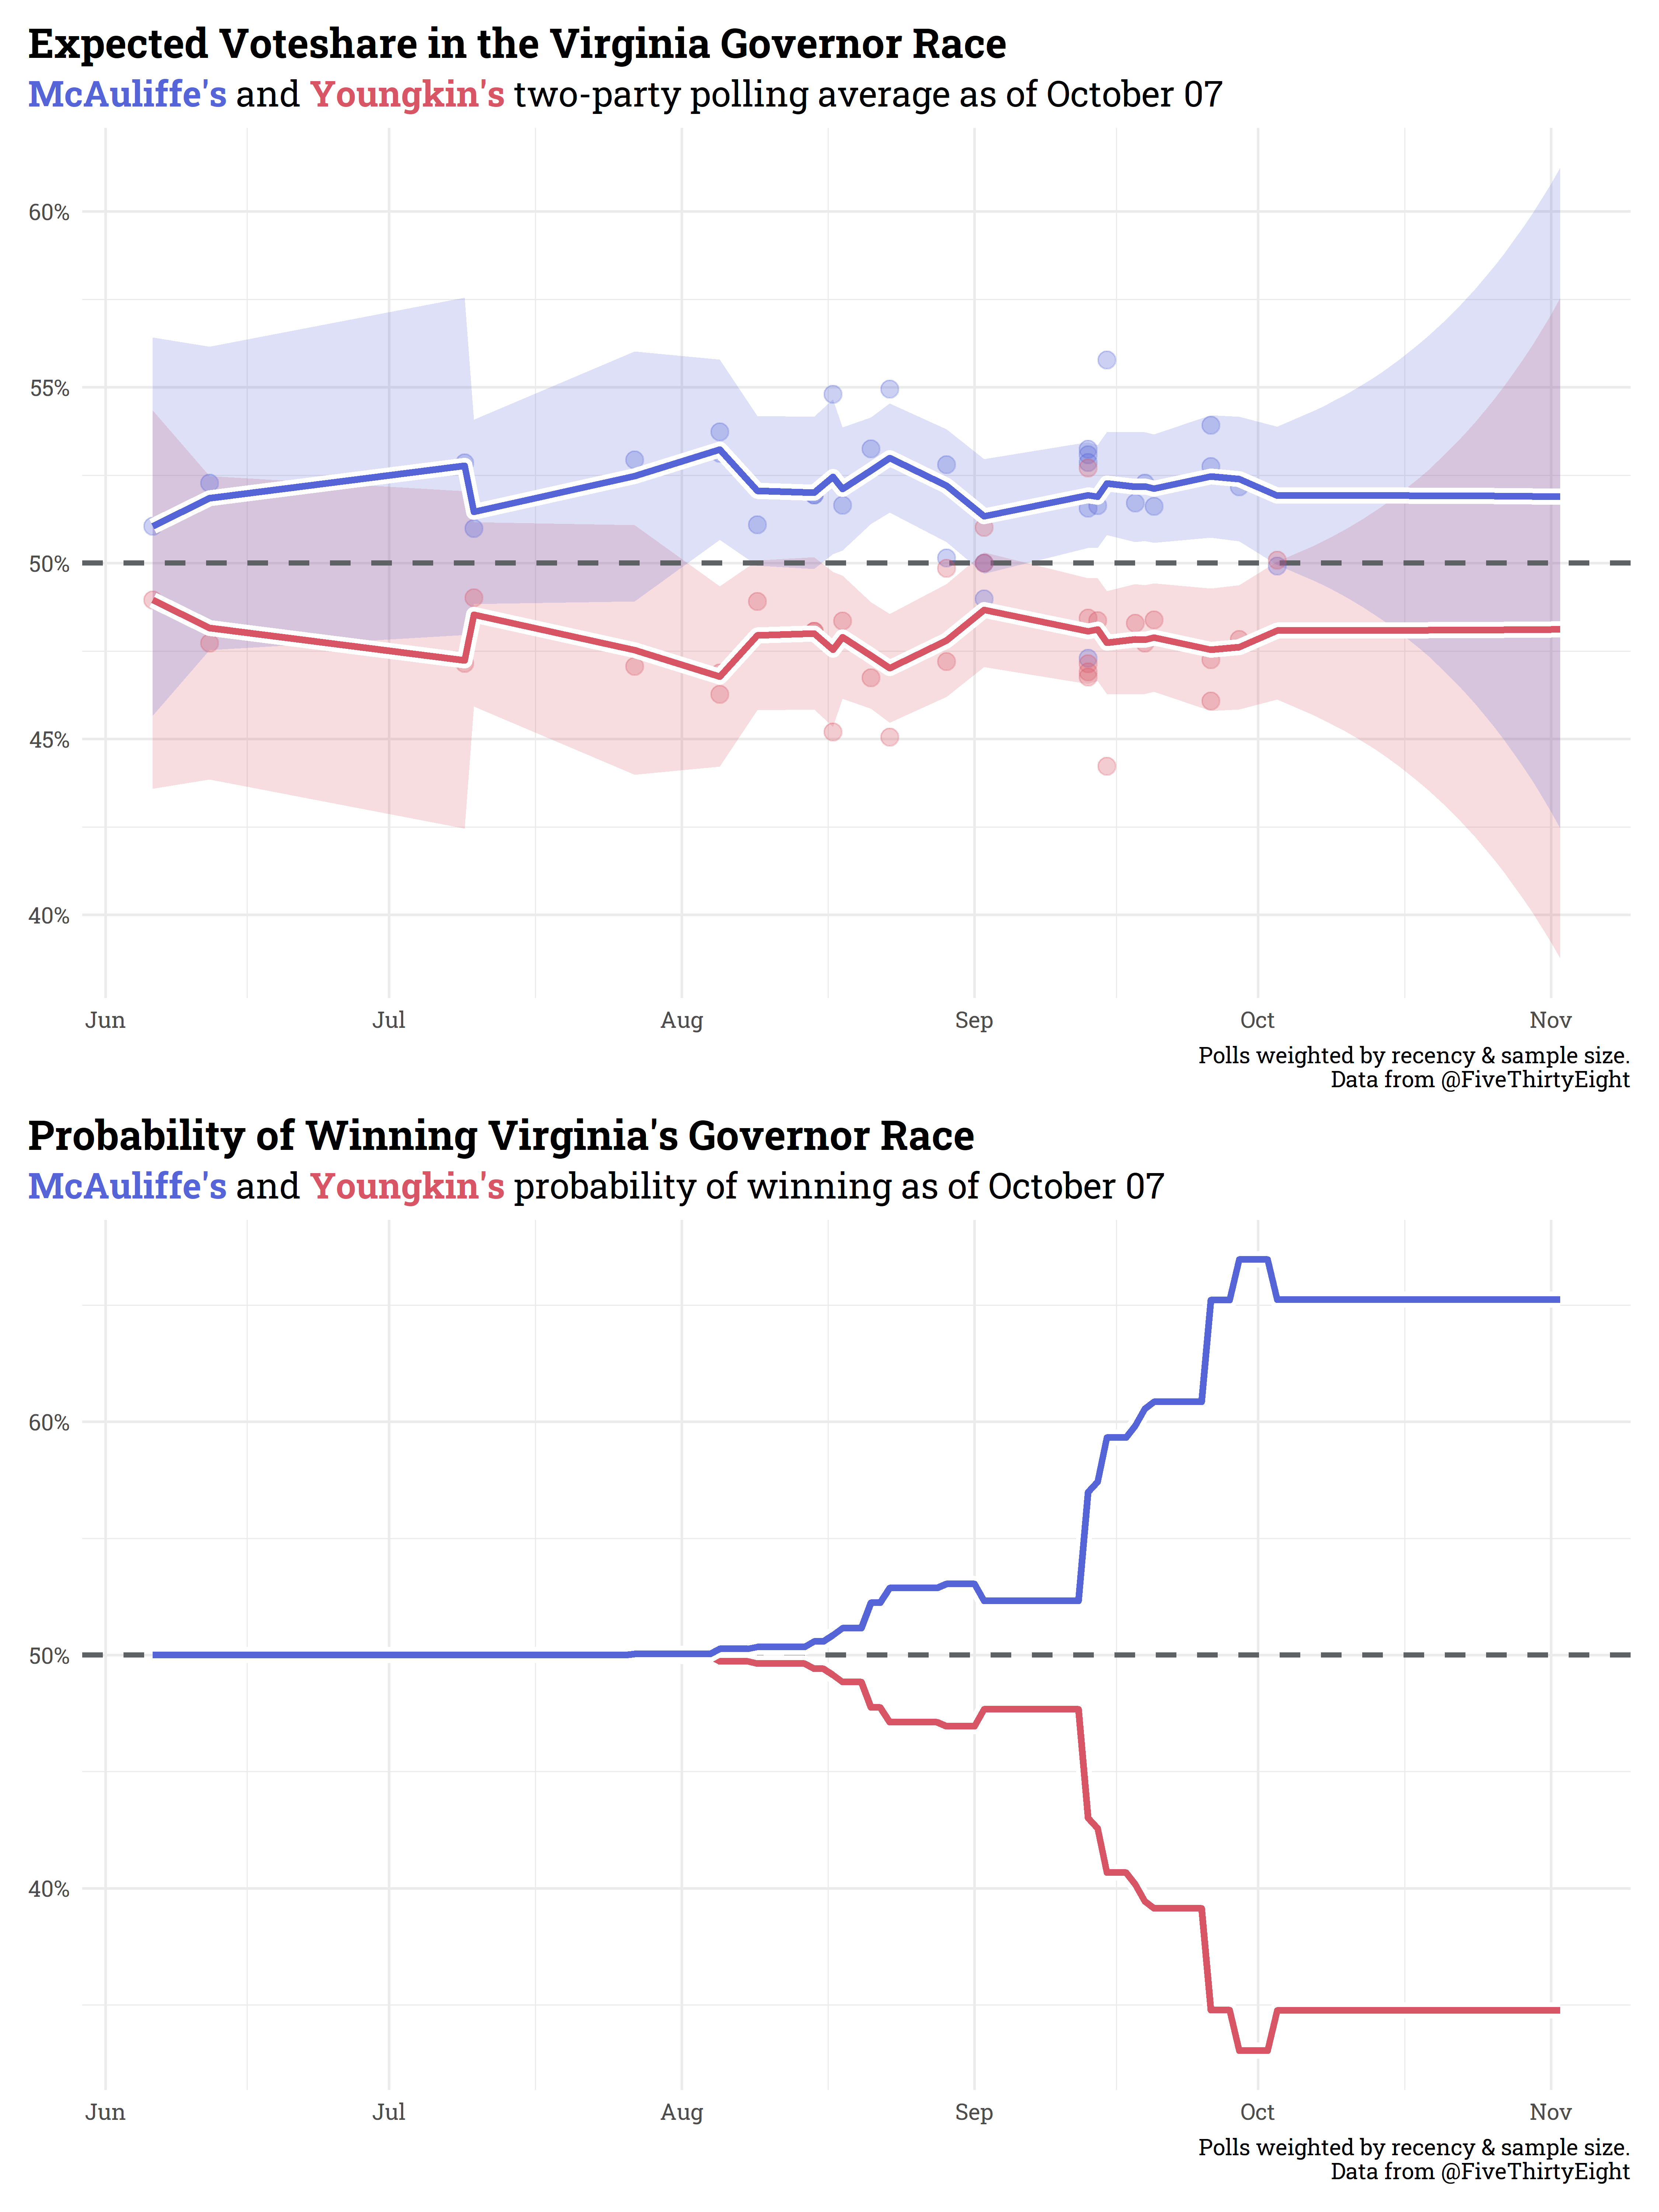 Expected Voteshare in the Virginia Governor Race
McAuliffe's and Youngkin's two-party polling average as of October 07
60%
55%
50%
45%
40%
Jun Jul Aug Sep Oct Nov
Polls weighted by recency & sample size.
Data from @FiveThirtyEight
Probability of Winning Virginia's Governor Race
McAuliffe's and Youngkin's probability of winning as of October 07
60%
50%
40%
Jun Jul Aug Sep Oct Nov
Polls weighted by recency & sample size.
Data from @FiveThirtyEight